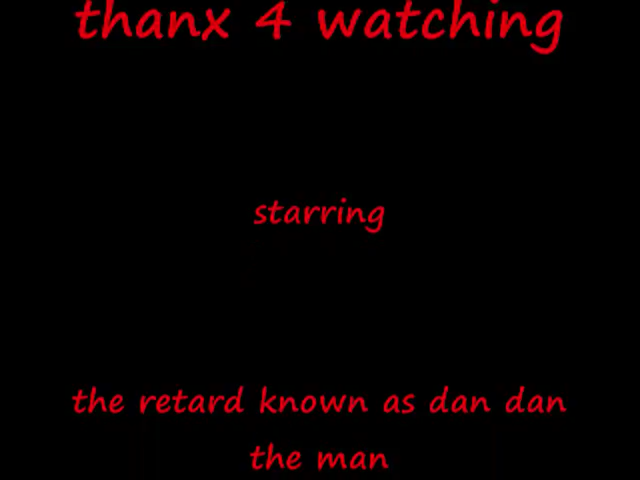 thanx 4 watching
starring
the retard known as dan dan
the man